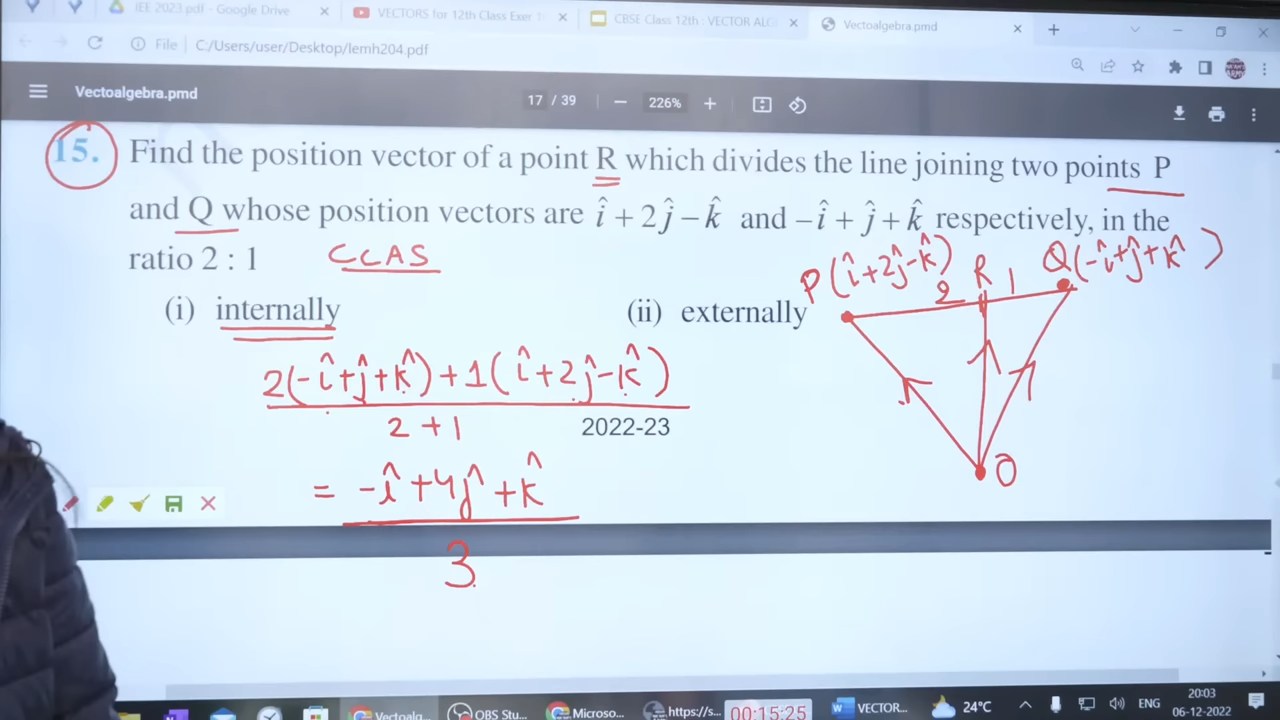 IEE 2023.pdf - Google Drive × VECTORS for 12th Class Exer × CBSE Class 12th : VECTOR ALG × Vectoalgebra.pmd × +
File C:/Users/user/Desktop/lemh204.pdf
Vectoalgebra.pmd 17 / 39 − 226% +
15. Find the position vector of a point R which divides the line joining two points P
and Q whose position vectors are î + 2ĵ − k̂ and −î + ĵ + k̂ respectively, in the
ratio 2 : 1 CCAS
P(î+2ĵ-k̂) 2 R 1 Q(-î+ĵ+k̂)
(i) internally (ii) externally
2(-î+ĵ+k̂)+1(î+2ĵ-k̂)
2+1 2022-23
O
= -î+4ĵ+k̂
3
20:03
Vectoalg OBS Stu... Microso... https://s... 00:15:25 VECTOR... 24°C ENG
06-12-2022